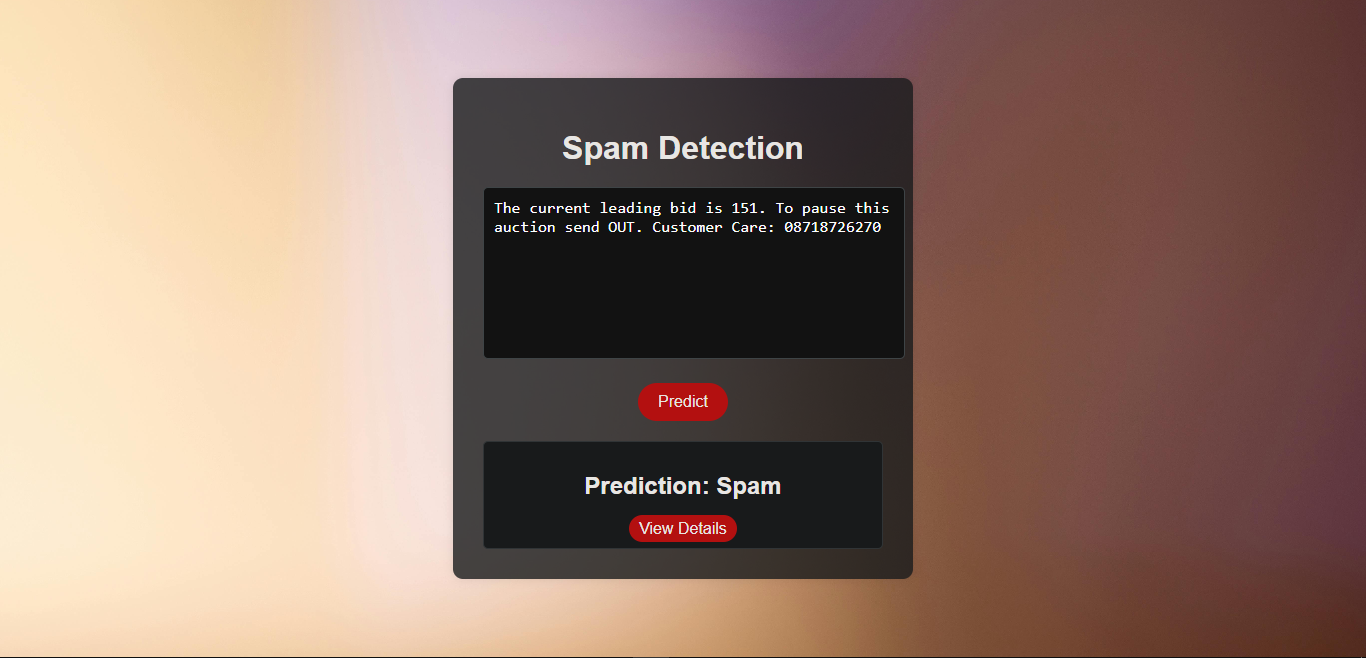 Spam Detection
The current leading bid is 151. To pause this
auction send OUT. Customer Care: 08718726270
Predict
Prediction: Spam
View Details